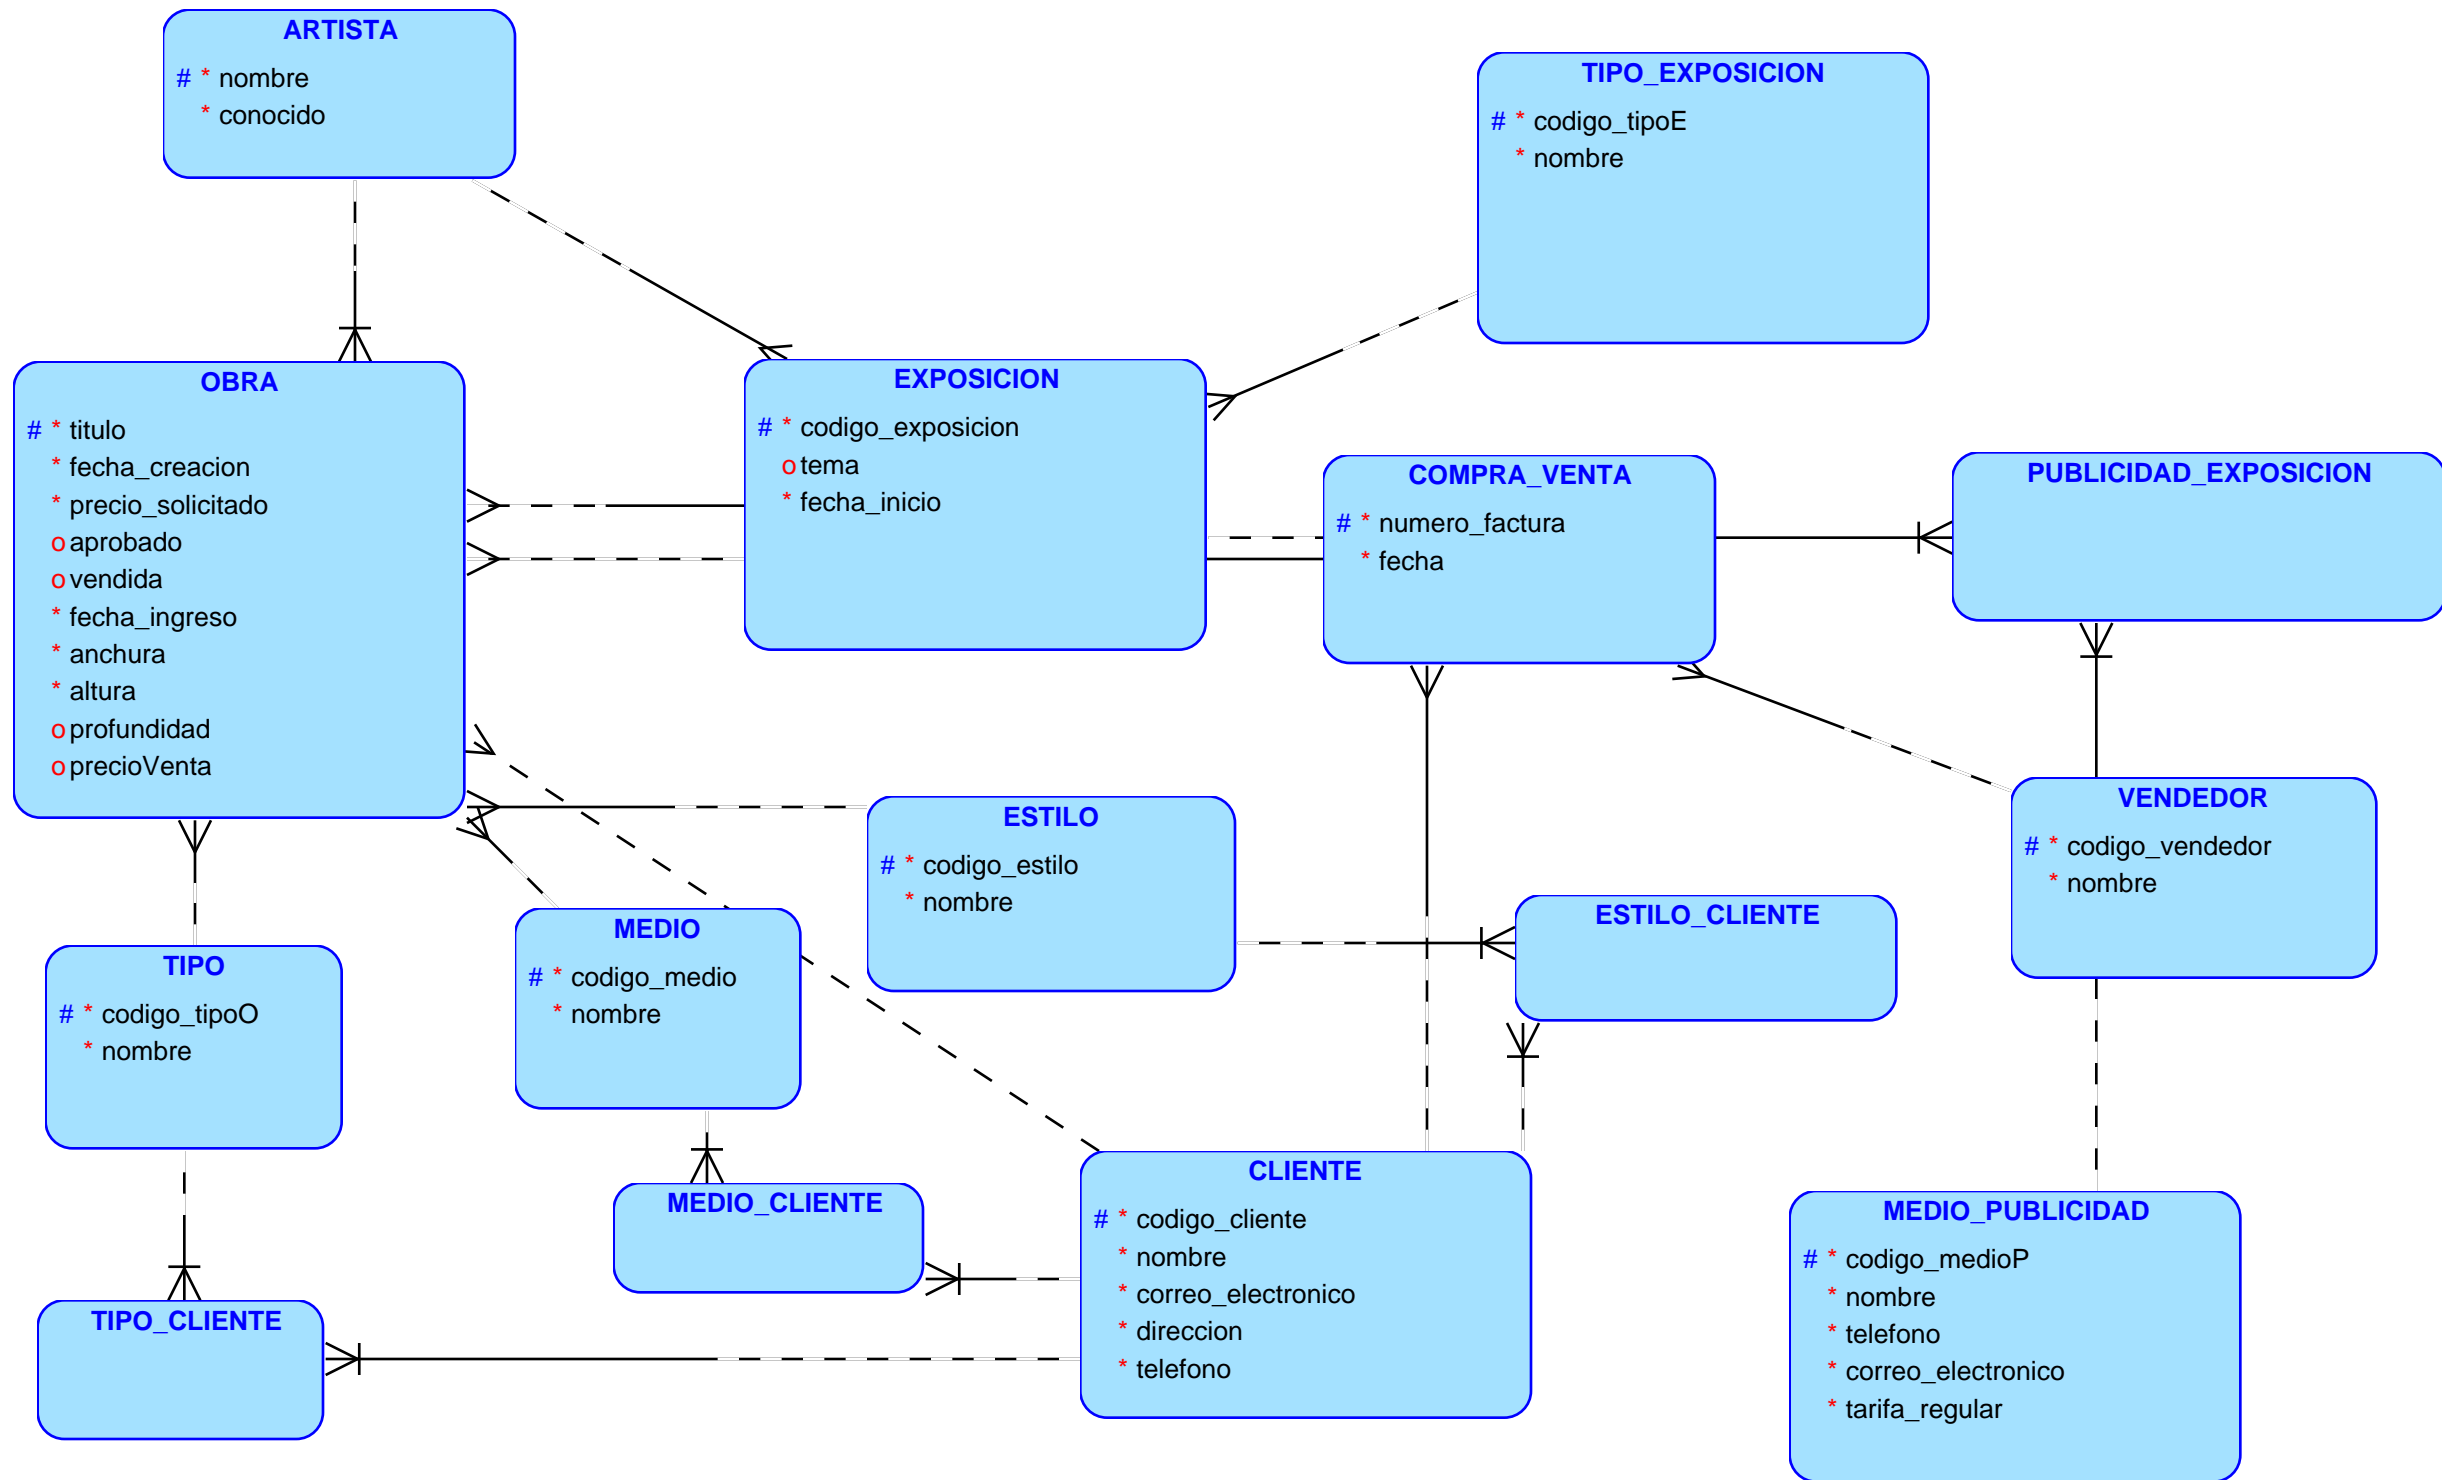 ARTISTA
# * nombre
* conocido
TIPO_EXPOSICION
# * codigo_tipoE
* nombre
OBRA
# * titulo
* fecha_creacion
* precio_solicitado
o aprobado
o vendida
* fecha_ingreso
* anchura
* altura
o profundidad
o precioVenta
EXPOSICION
# * codigo_exposicion
o tema
* fecha_inicio
COMPRA_VENTA
# * numero_factura
* fecha
PUBLICIDAD_EXPOSICION
ESTILO
# * codigo_estilo
* nombre
VENDEDOR
# * codigo_vendedor
* nombre
ESTILO_CLIENTE
MEDIO
# * codigo_medio
* nombre
TIPO
# * codigo_tipoO
* nombre
MEDIO_CLIENTE
CLIENTE
# * codigo_cliente
* nombre
* correo_electronico
* direccion
* telefono
MEDIO_PUBLICIDAD
# * codigo_medioP
* nombre
* telefono
* correo_electronico
* tarifa_regular
TIPO_CLIENTE